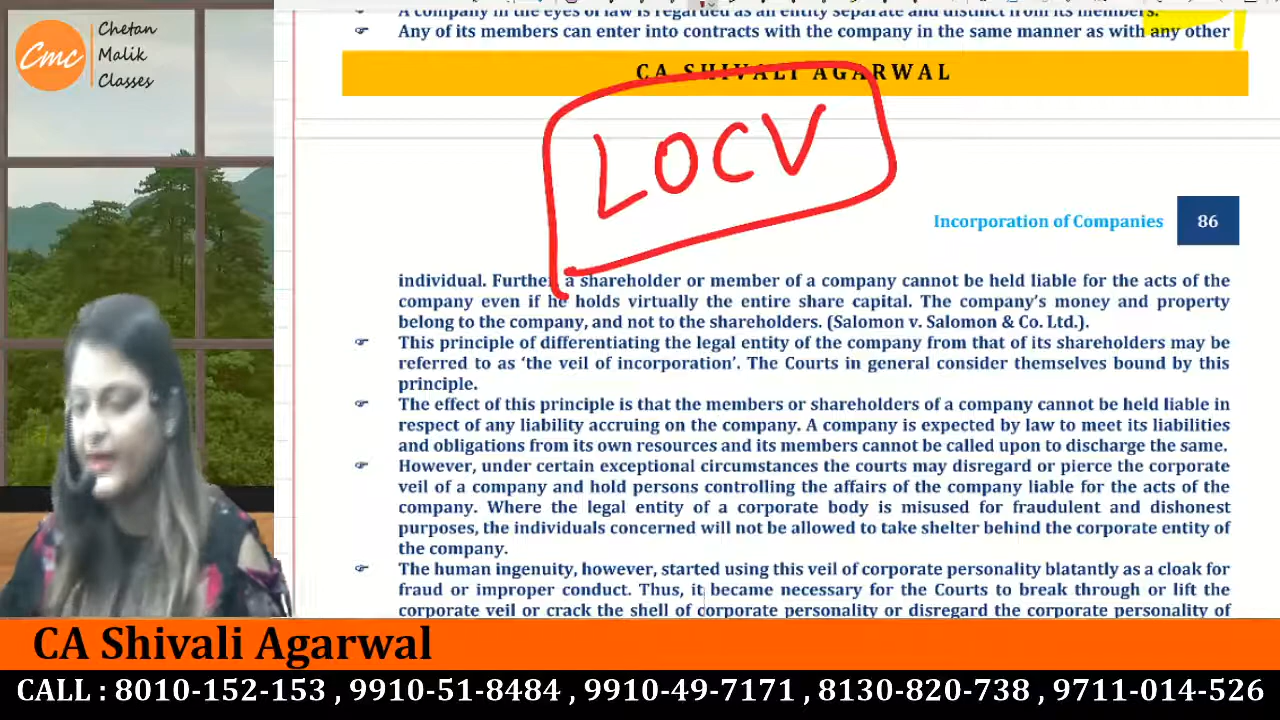 Cmc
Chetan
Malik
Classes
A company in the eyes of law is regarded as an entity separate and distinct from its members.
Any of its members can enter into contracts with the company in the same manner as with any other
CA SHIVALI AGARWAL
LOCV
Incorporation of Companies 86
individual. Further, a shareholder or member of a company cannot be held liable for the acts of the
company even if he holds virtually the entire share capital. The company's money and property
belong to the company, and not to the shareholders. (Salomon v. Salomon & Co. Ltd.).
This principle of differentiating the legal entity of the company from that of its shareholders may be
referred to as 'the veil of incorporation'. The Courts in general consider themselves bound by this
principle.
The effect of this principle is that the members or shareholders of a company cannot be held liable in
respect of any liability accruing on the company. A company is expected by law to meet its liabilities
and obligations from its own resources and its members cannot be called upon to discharge the same.
However, under certain exceptional circumstances the courts may disregard or pierce the corporate
veil of a company and hold persons controlling the affairs of the company liable for the acts of the
company. Where the legal entity of a corporate body is misused for fraudulent and dishonest
purposes, the individuals concerned will not be allowed to take shelter behind the corporate entity of
the company.
The human ingenuity, however, started using this veil of corporate personality blatantly as a cloak for
fraud or improper conduct. Thus, it became necessary for the Courts to break through or lift the
corporate veil or crack the shell of corporate personality or disregard the corporate personality of
CA Shivali Agarwal
CALL : 8010-152-153 , 9910-51-8484 , 9910-49-7171 , 8130-820-738 , 9711-014-526